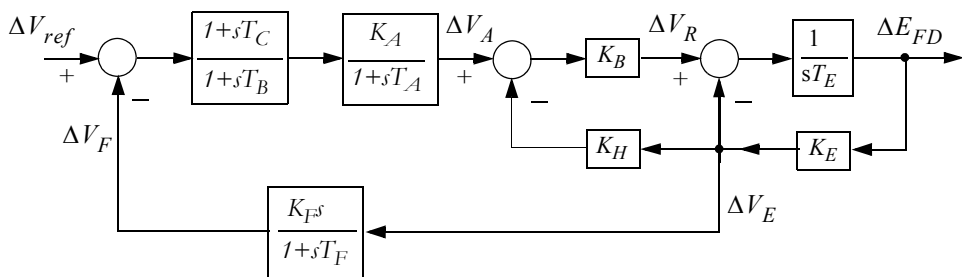 ΔV_ref
+
−
1+sT_C
1+sT_B
K_A
1+sT_A
ΔV_A
+
−
K_B
ΔV_R
+
−
1
sT_E
ΔE_FD
ΔV_F
K_H
K_E
ΔV_E
K_F s
1+sT_F